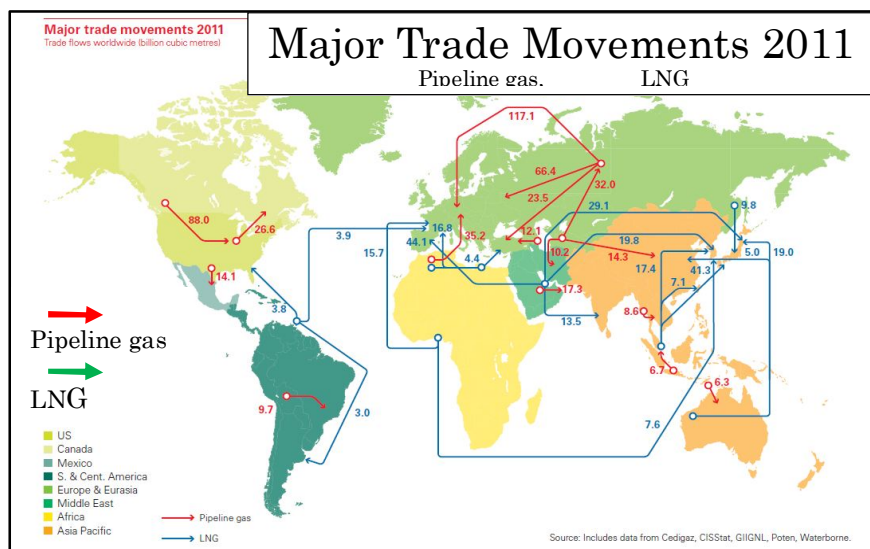 Major trade movements 2011
Trade flows worldwide (billion cubic metres)
Major Trade Movements 2011
Pipeline gas, LNG
117.1
66.4
32.0
23.5
88.0
26.6
3.9
16.8
35.2
12.1
29.1
9.8
15.7
44.1
4.4
10.2
19.8
14.3
17.4
41.3
5.0
19.0
14.1
17.3
7.1
3.8
13.5
8.6
Pipeline gas
LNG
6.7
6.3
9.7
3.0
7.6
US
Canada
Mexico
S. & Cent. America
Europe & Eurasia
Middle East
Africa
Asia Pacific
Pipeline gas
LNG
Source: Includes data from Cedigaz, CISStat, GIIGNL, Poten, Waterborne.